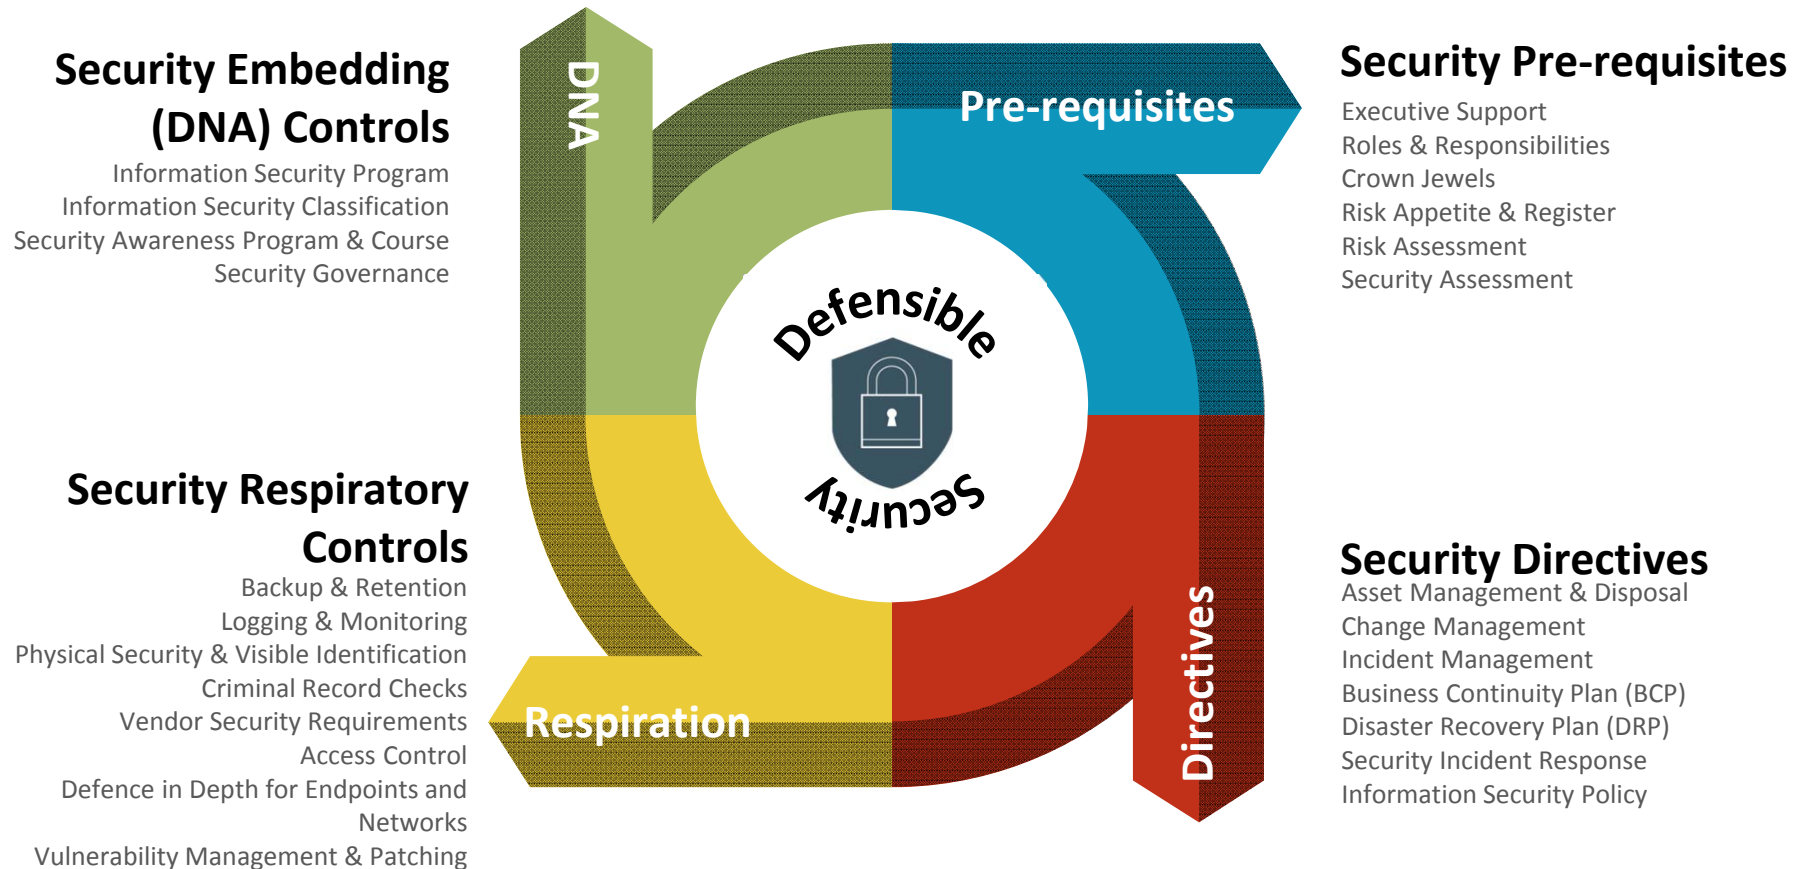 Security Embedding
(DNA) Controls
Information Security Program
Information Security Classification
Security Awareness Program & Course
Security Governance
DNA
Pre-requisites
Security Pre-requisites
Executive Support
Roles & Responsibilities
Crown Jewels
Risk Appetite & Register
Risk Assessment
Security Assessment
Defensible
Security
Security Respiratory
Controls
Backup & Retention
Logging & Monitoring
Physical Security & Visible Identification
Criminal Record Checks
Vendor Security Requirements
Access Control
Defence in Depth for Endpoints and
Networks
Vulnerability Management & Patching
Respiration
Directives
Security Directives
Asset Management & Disposal
Change Management
Incident Management
Business Continuity Plan (BCP)
Disaster Recovery Plan (DRP)
Security Incident Response
Information Security Policy